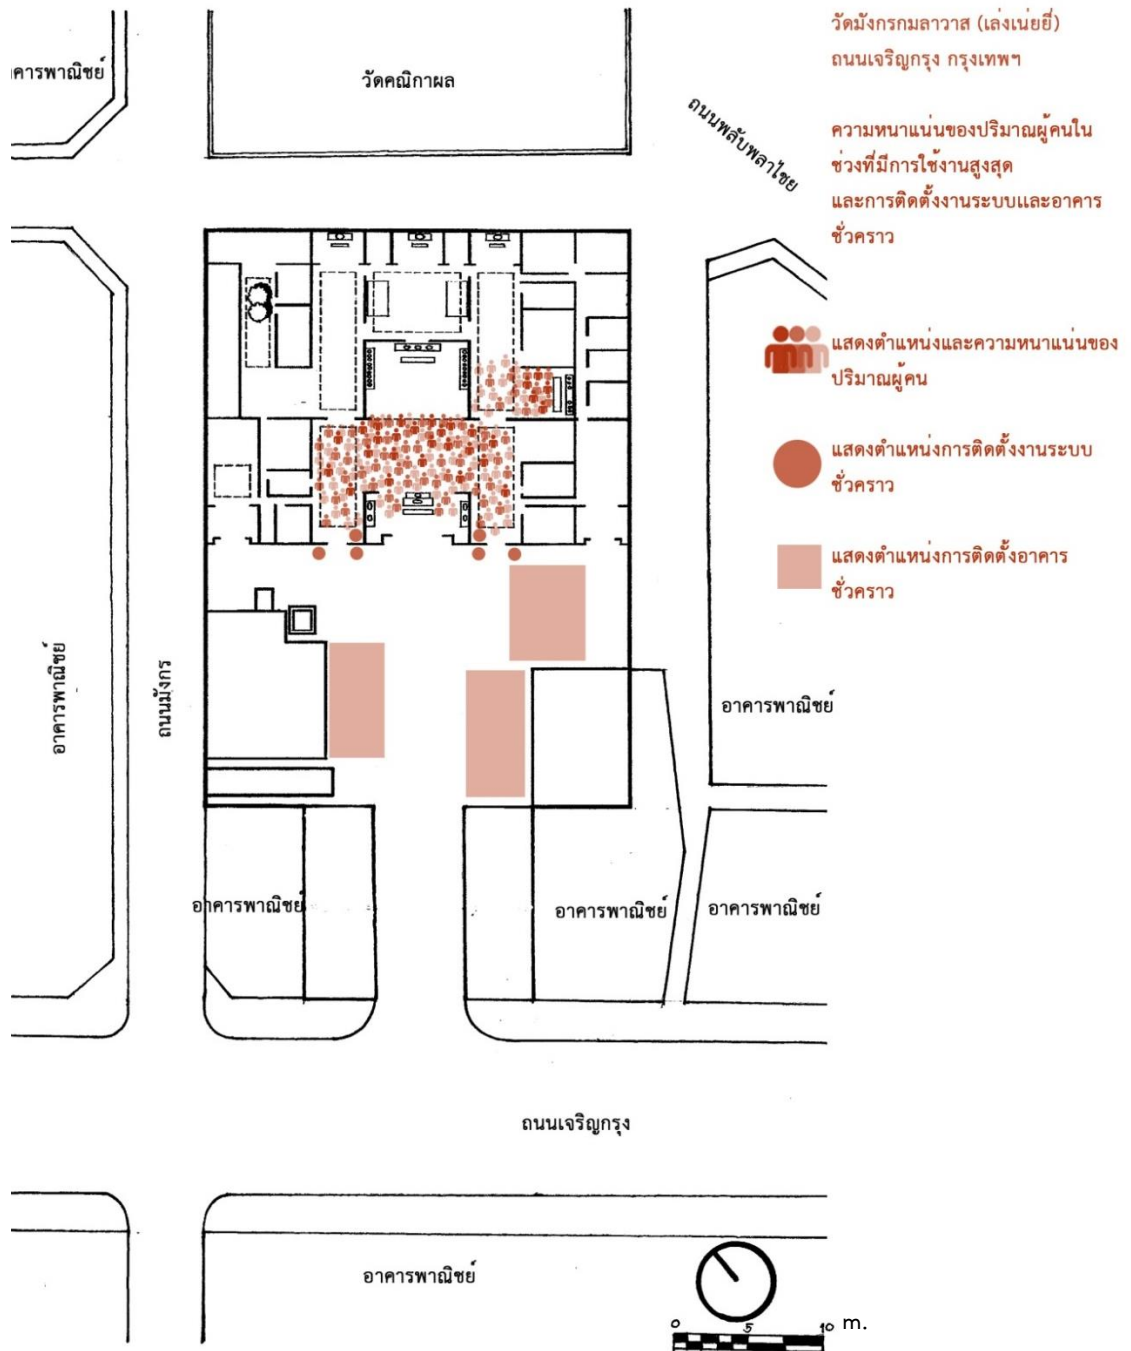 วัดมังกรกมลาวาส (เล่งเน่ยยี่)
ถนนเจริญกรุง กรุงเทพฯ
คารพาณิชย์
วัดคณิกาผล
ถนนพลับพลาไชย
ความหนาแน่นของปริมาณผู้คนใน
ช่วงที่มีการใช้งานสูงสุด
และการติดตั้งงานระบบและอาคาร
ชั่วคราว
แสดงตำแหน่งและความหนาแน่นของ
ปริมาณผู้คน
แสดงตำแหน่งการติดตั้งงานระบบ
ชั่วคราว
แสดงตำแหน่งการติดตั้งอาคาร
ชั่วคราว
อาคารพาณิชย์
ถนนมังกร
อาคารพาณิชย์
อาคารพาณิชย์
อาคารพาณิชย์
อาคารพาณิชย์
ถนนเจริญกรุง
อาคารพาณิชย์
0 5 10 m.